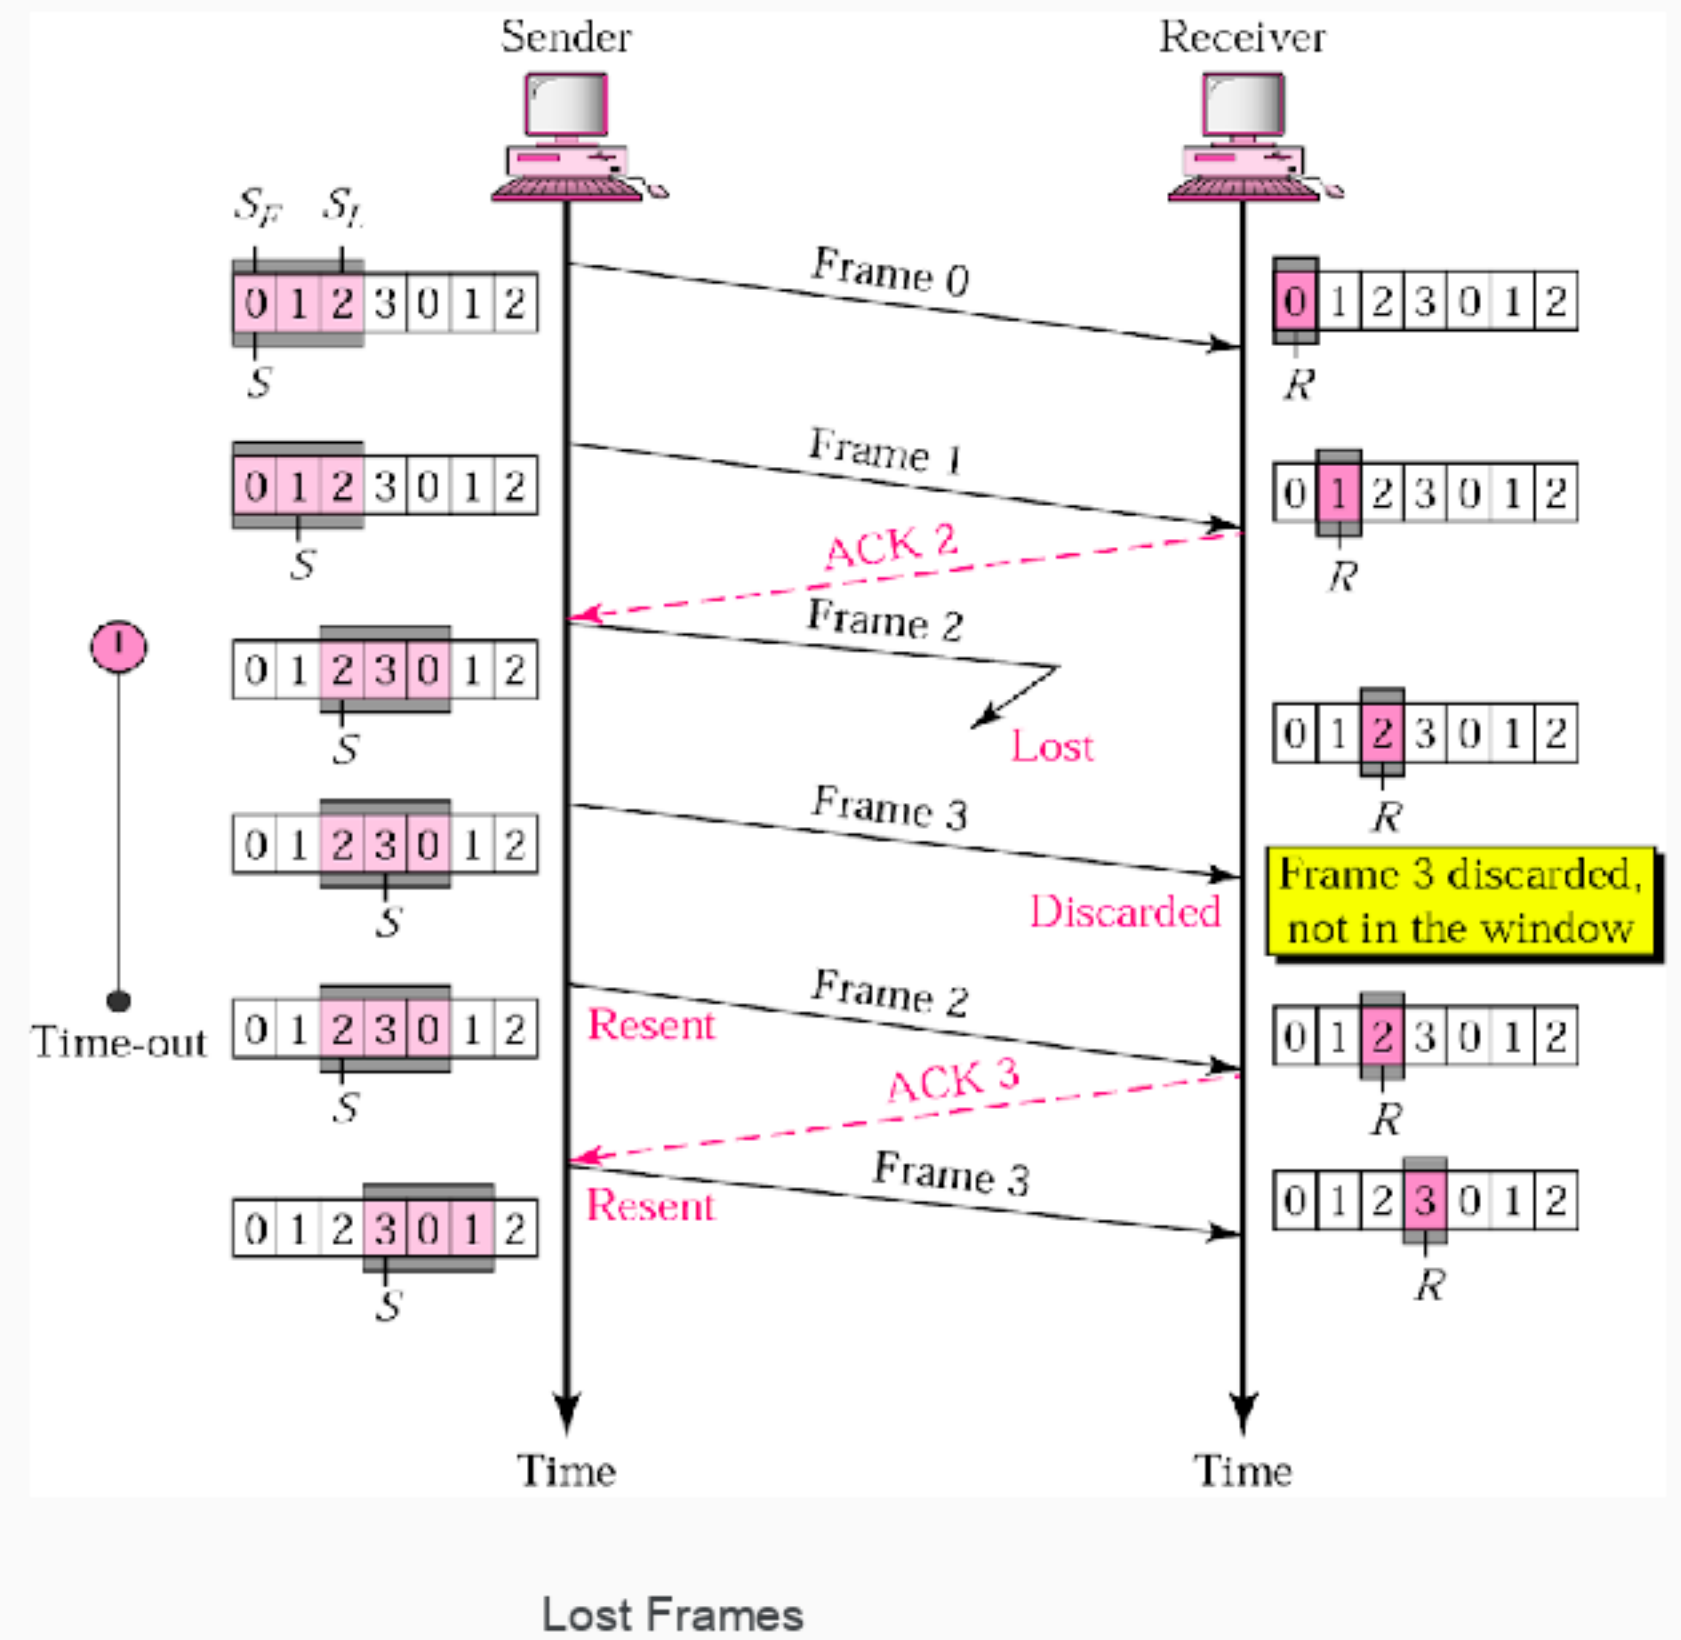 Sender
Receiver
SF SL
Frame 0
0 1 2 3 0 1 2
0 1 2 3 0 1 2
S
R
Frame 1
0 1 2 3 0 1 2
0 1 2 3 0 1 2
ACK 2
S
R
Frame 2
0 1 2 3 0 1 2
Lost
0 1 2 3 0 1 2
S
R
Frame 3
0 1 2 3 0 1 2
Frame 3 discarded,
not in the window
Discarded
S
Frame 2
Time-out
0 1 2 3 0 1 2
Resent
0 1 2 3 0 1 2
ACK 3
S
R
Frame 3
Resent
0 1 2 3 0 1 2
0 1 2 3 0 1 2
S
R
Time
Time
Lost Frames